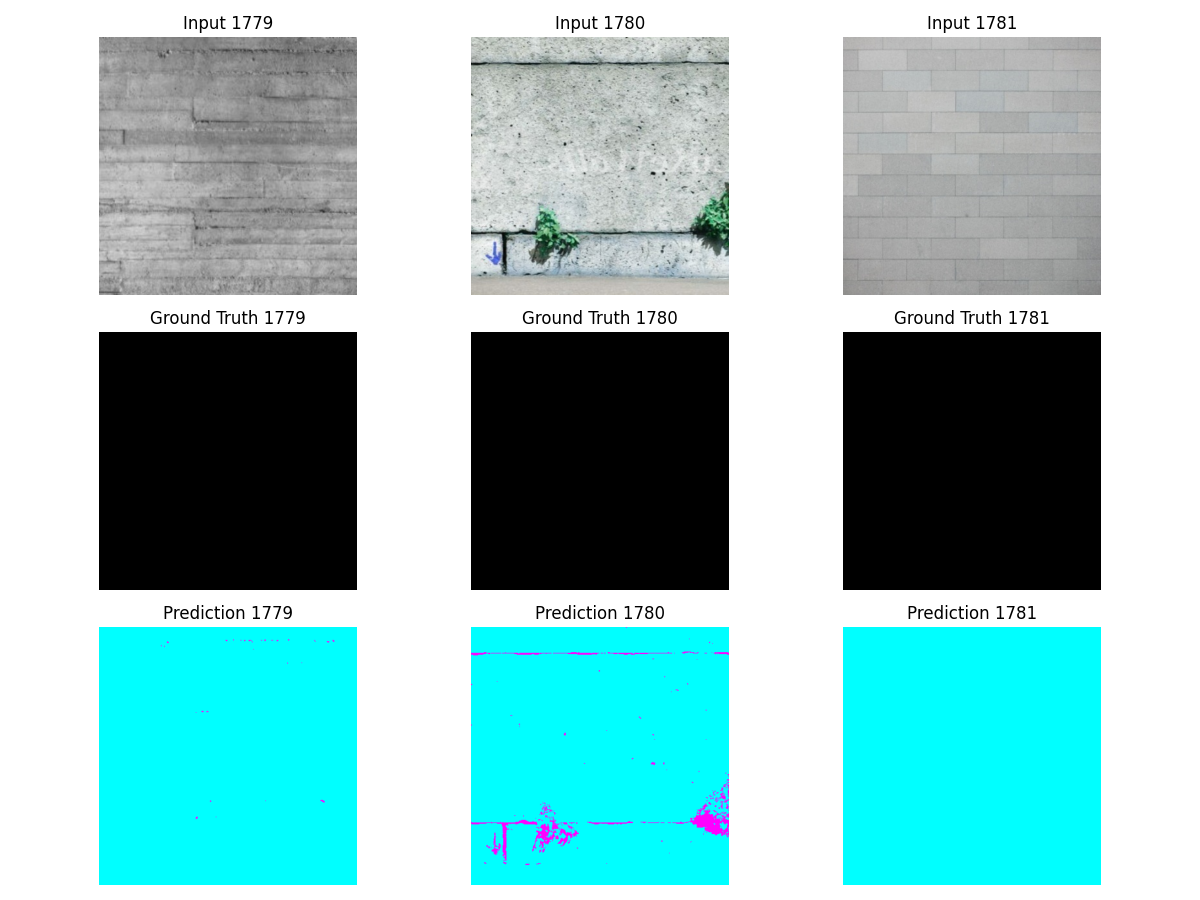 Input 1779
Input 1780
Input 1781
Ground Truth 1779
Ground Truth 1780
Ground Truth 1781
Prediction 1779
Prediction 1780
Prediction 1781